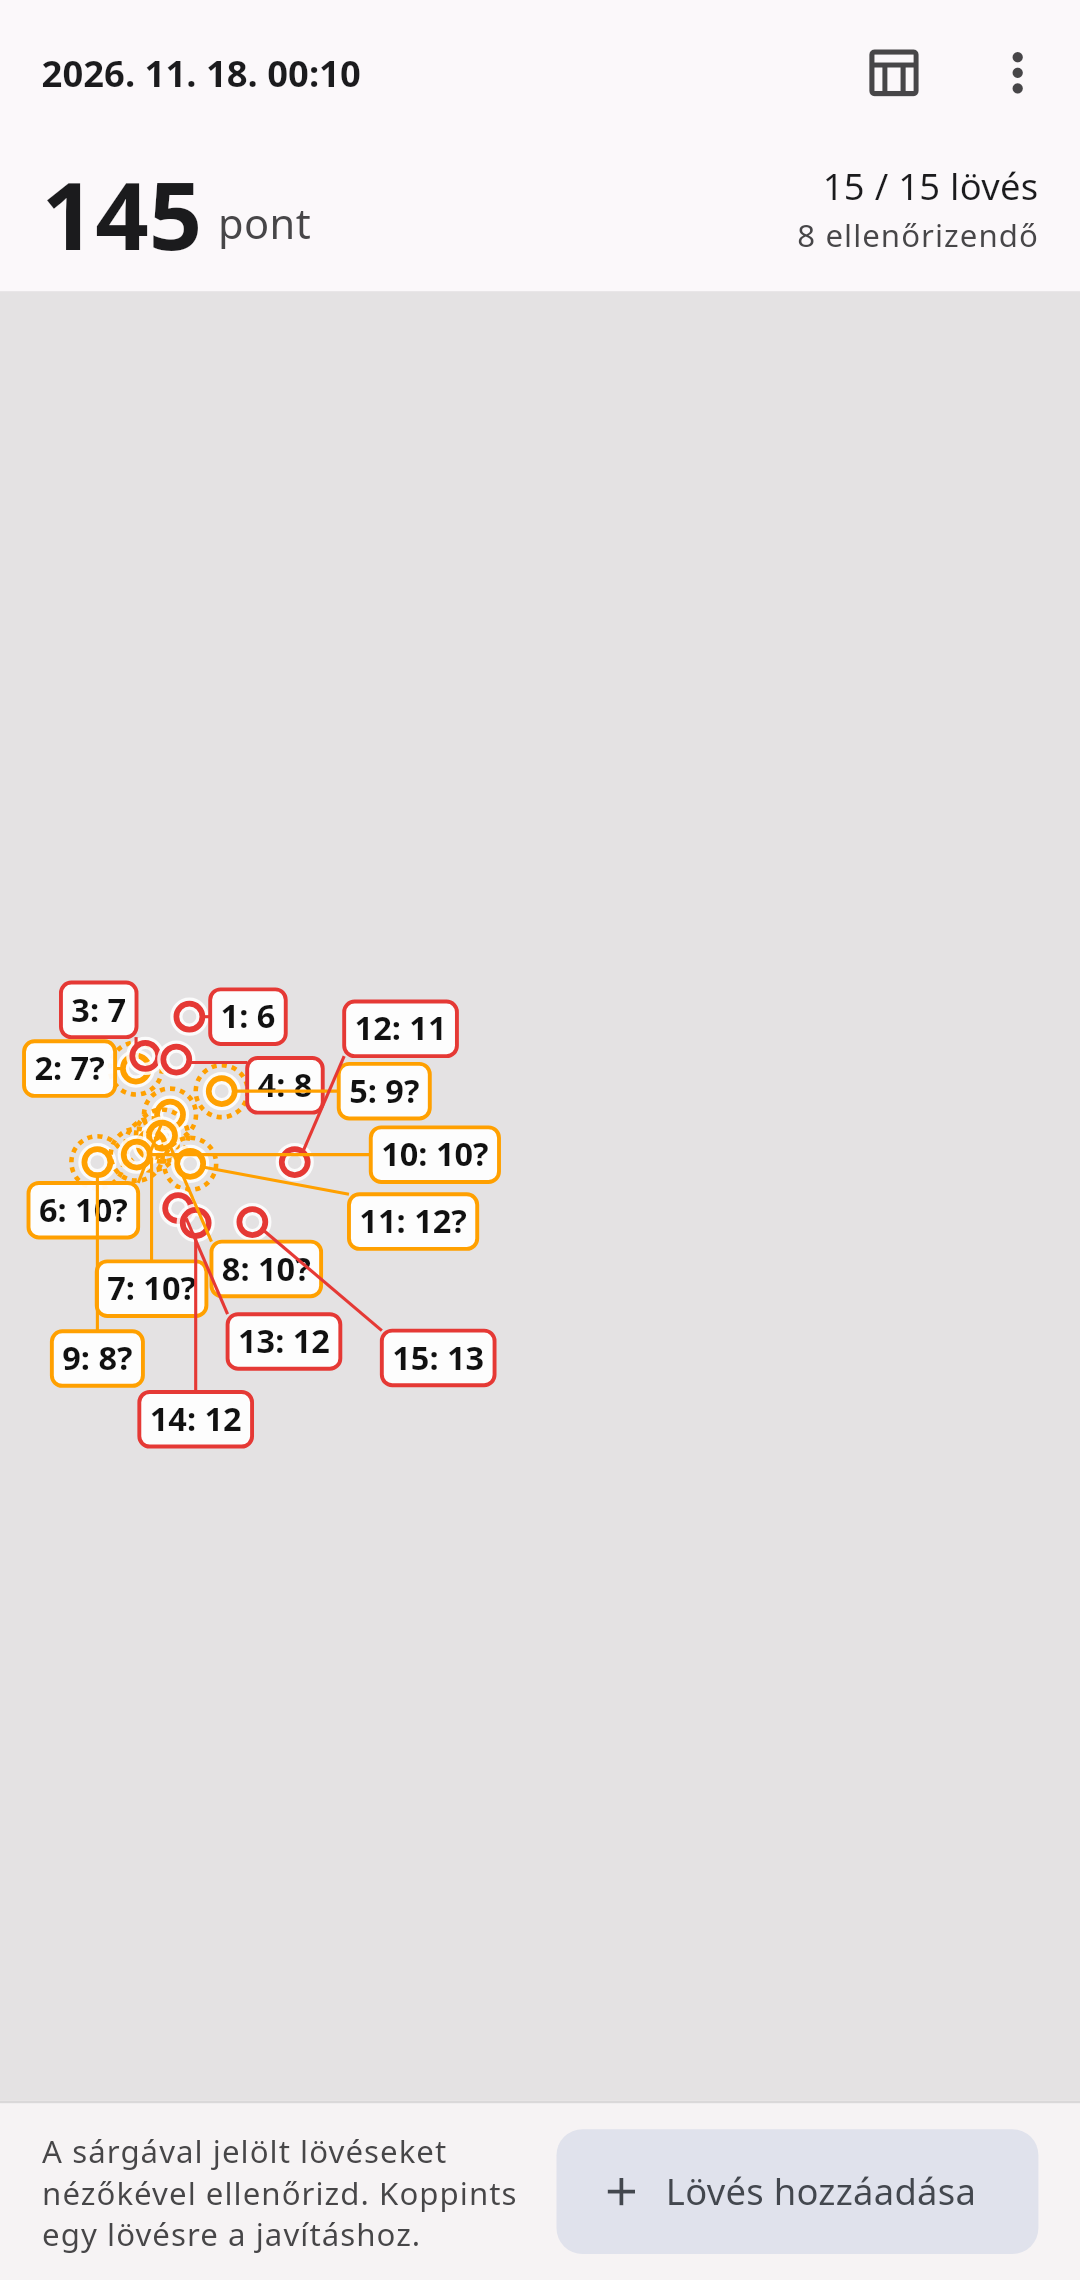 2026. 11. 18. 00:10
145 pont
15 / 15 lövés
8 ellenőrizendő
3: 7
1: 6
12: 11
2: 7?
4: 8
5: 9?
10: 10?
6: 10?
11: 12?
8: 10?
7: 10?
13: 12
9: 8?
15: 13
14: 12
A sárgával jelölt lövéseket
nézőkével ellenőrizd. Koppints
egy lövésre a javításhoz.
+ Lövés hozzáadása